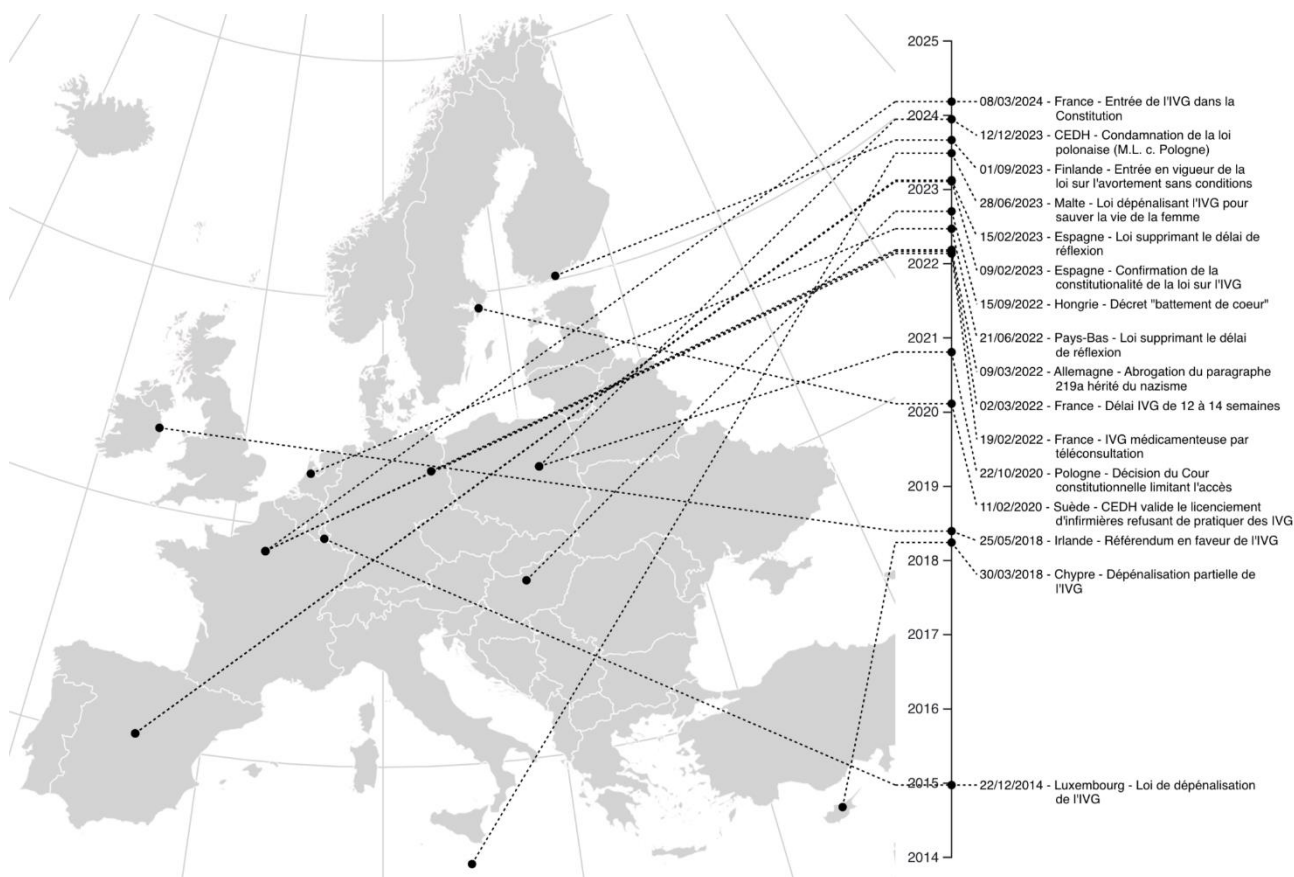 2025
08/03/2024 - France - Entrée de l'IVG dans la
Constitution
2024
12/12/2023 - CEDH - Condamnation de la loi
polonaise (M.L. c. Pologne)
01/09/2023 - Finlande - Entrée en vigueur de la
loi sur l'avortement sans conditions
2023
28/06/2023 - Malte - Loi dépénalisant l'IVG pour
sauver la vie de la femme
15/02/2023 - Espagne - Loi supprimant le délai de
réflexion
2022
09/02/2023 - Espagne - Confirmation de la
constitutionalité de la loi sur l'IVG
15/09/2022 - Hongrie - Décret "battement de coeur"
2021
21/06/2022 - Pays-Bas - Loi supprimant le délai
de réflexion
09/03/2022 - Allemagne - Abrogation du paragraphe
219a hérité du nazisme
2020
02/03/2022 - France - Délai IVG de 12 à 14 semaines
19/02/2022 - France - IVG médicamenteuse par
téléconsultation
22/10/2020 - Pologne - Décision du Cour
constitutionnelle limitant l'accès
2019
11/02/2020 - Suède - CEDH valide le licenciement
d'infirmières refusant de pratiquer des IVG
25/05/2018 - Irlande - Référendum en faveur de l'IVG
2018
30/03/2018 - Chypre - Dépénalisation partielle de
l'IVG
2017
2016
2015
22/12/2014 - Luxembourg - Loi de dépénalisation
de l'IVG
2014